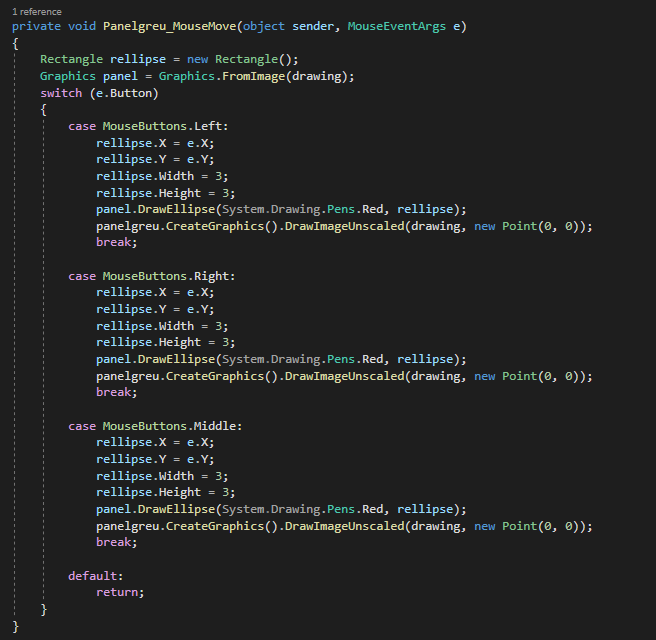 1 reference
private void Panelgreu_MouseMove(object sender, MouseEventArgs e)
{
    Rectangle rellipse = new Rectangle();
    Graphics panel = Graphics.FromImage(drawing);
    switch (e.Button)
    {
        case MouseButtons.Left:
            rellipse.X = e.X;
            rellipse.Y = e.Y;
            rellipse.Width = 3;
            rellipse.Height = 3;
            panel.DrawEllipse(System.Drawing.Pens.Red, rellipse);
            panelgreu.CreateGraphics().DrawImageUnscaled(drawing, new Point(0, 0));
            break;

        case MouseButtons.Right:
            rellipse.X = e.X;
            rellipse.Y = e.Y;
            rellipse.Width = 3;
            rellipse.Height = 3;
            panel.DrawEllipse(System.Drawing.Pens.Red, rellipse);
            panelgreu.CreateGraphics().DrawImageUnscaled(drawing, new Point(0, 0));
            break;

        case MouseButtons.Middle:
            rellipse.X = e.X;
            rellipse.Y = e.Y;
            rellipse.Width = 3;
            rellipse.Height = 3;
            panel.DrawEllipse(System.Drawing.Pens.Red, rellipse);
            panelgreu.CreateGraphics().DrawImageUnscaled(drawing, new Point(0, 0));
            break;

        default:
            return;
    }
}